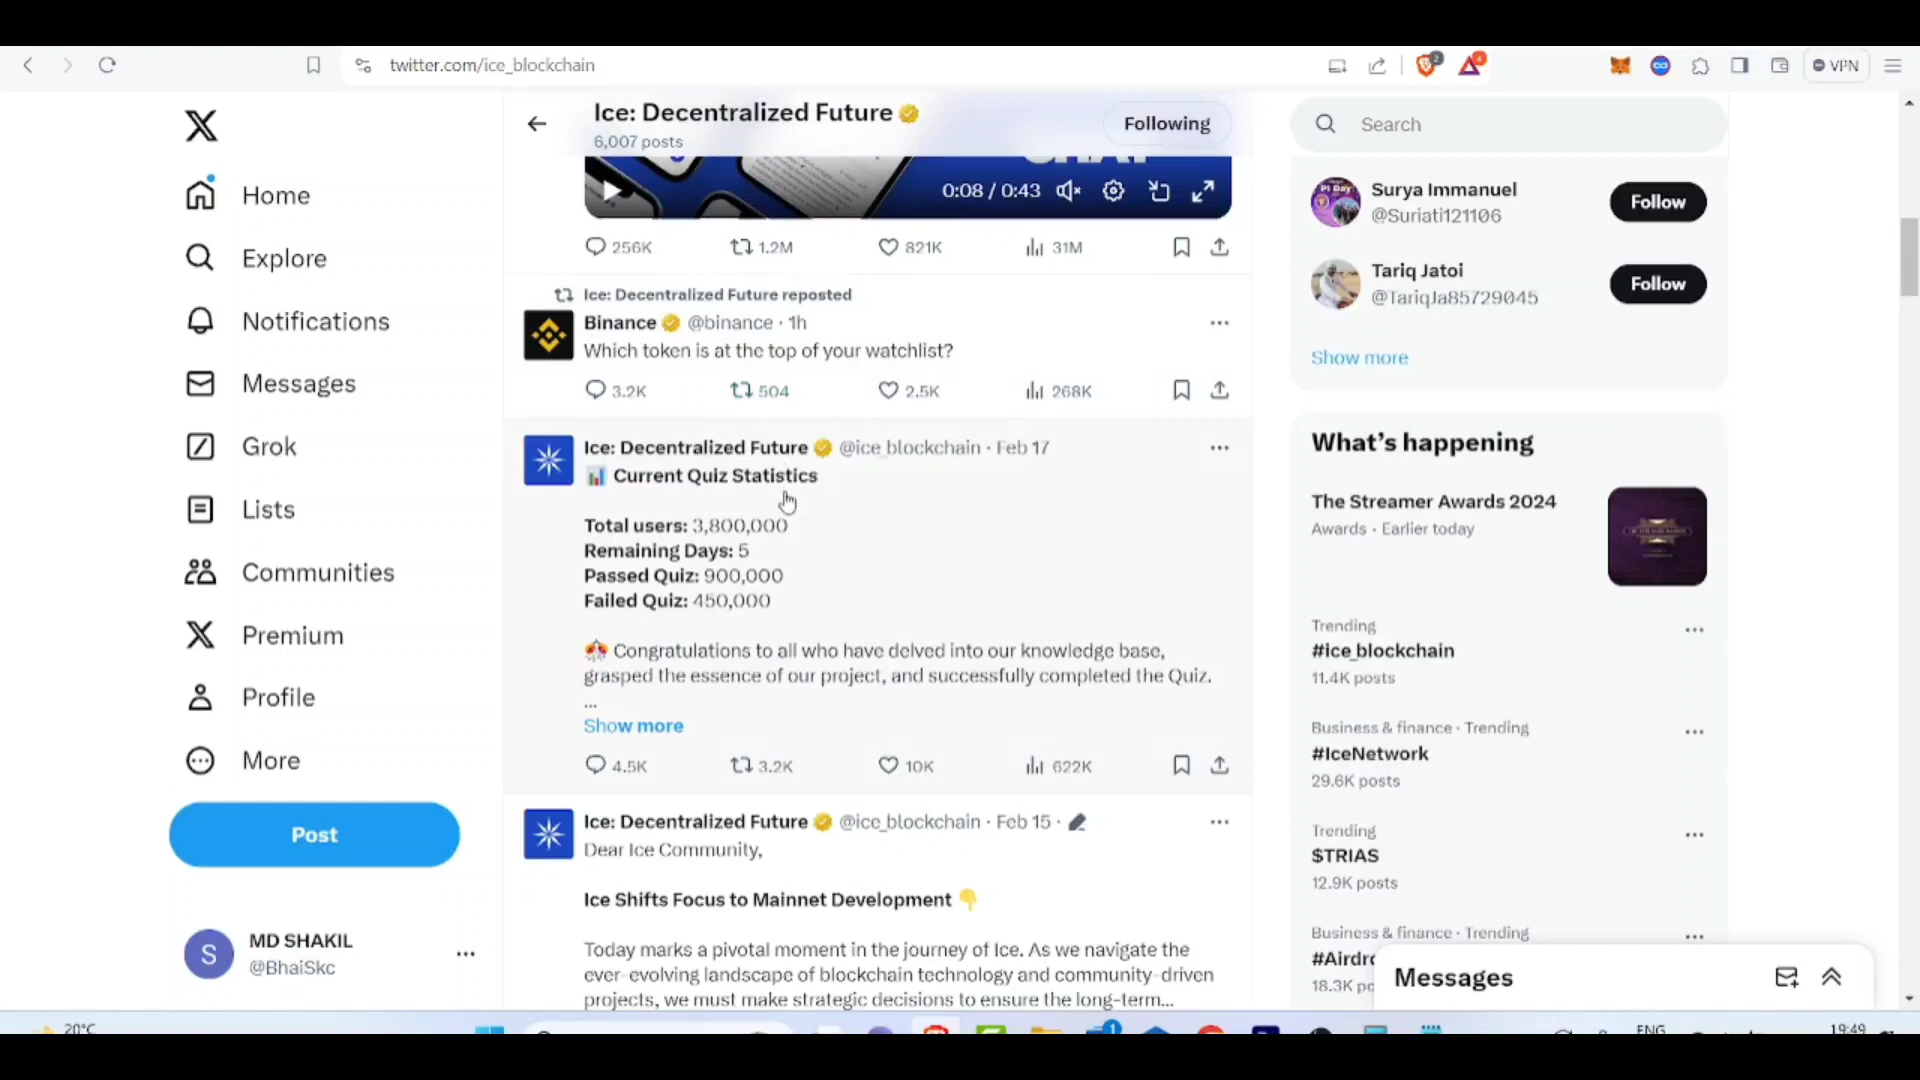 twitter.com/ice_blockchain
2
4
VPN
Ice: Decentralized Future
6,007 posts
Following
Search
0:08 / 0:43
256K
1.2M
821K
31M
Ice: Decentralized Future reposted
Binance @binance · 1h
Which token is at the top of your watchlist?
3.2K
504
2.5K
268K
Ice: Decentralized Future @ice_blockchain · Feb 17
Current Quiz Statistics
Total users: 3,800,000
Remaining Days: 5
Passed Quiz: 900,000
Failed Quiz: 450,000
Congratulations to all who have delved into our knowledge base,
grasped the essence of our project, and successfully completed the Quiz.
...
Show more
4.5K
3.2K
10K
622K
Ice: Decentralized Future @ice_blockchain · Feb 15 ·
Dear Ice Community,
Ice Shifts Focus to Mainnet Development
Today marks a pivotal moment in the journey of Ice. As we navigate the
ever-evolving landscape of blockchain technology and community-driven
projects, we must make strategic decisions to ensure the long-term...
Home
Explore
Notifications
Messages
Grok
Lists
Communities
Premium
Profile
More
Post
S
MD SHAKIL
@BhaiSkc
PI Day
Surya Immanuel
@Suriati121106
Follow
Tariq Jatoi
@TariqJa85729045
Follow
Show more
What's happening
The Streamer Awards 2024
Awards · Earlier today
Trending
#ice_blockchain
11.4K posts
Business & finance · Trending
#IceNetwork
29.6K posts
Trending
$TRIAS
12.9K posts
Business & finance · Trending
#Airdr
18.3K
Messages
20°C
1
ENG
19:49